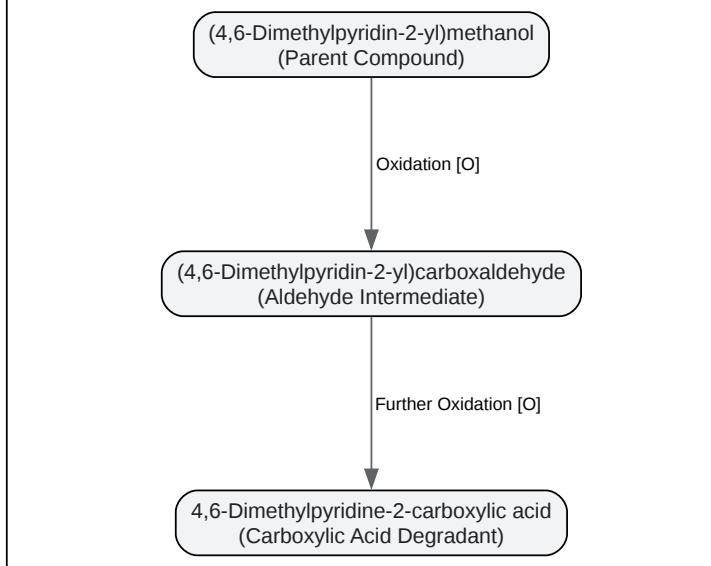 (4,6-Dimethylpyridin-2-yl)methanol
(Parent Compound)
Oxidation [O]
(4,6-Dimethylpyridin-2-yl)carboxaldehyde
(Aldehyde Intermediate)
Further Oxidation [O]
4,6-Dimethylpyridine-2-carboxylic acid
(Carboxylic Acid Degradant)